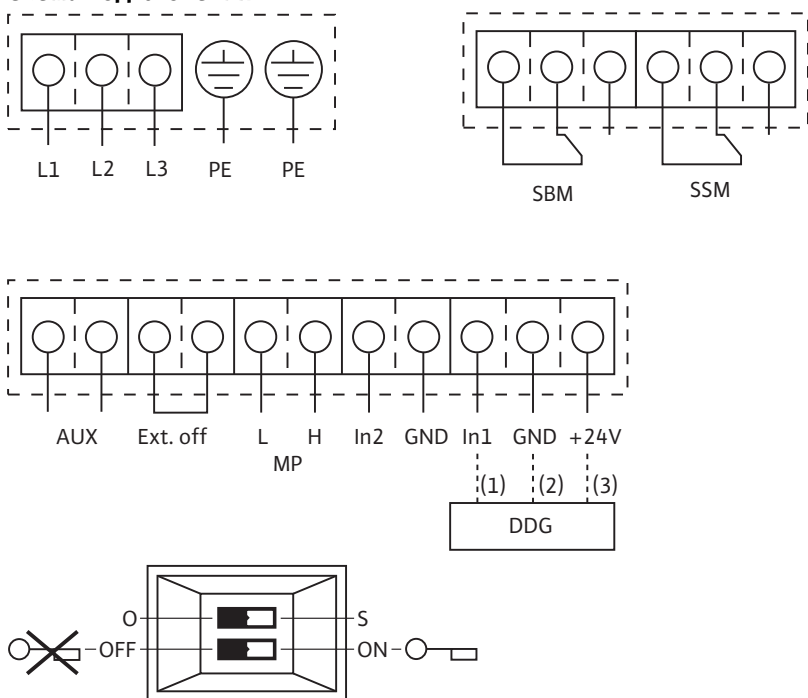 L1 L2 L3 PE PE
SBM SSM
AUX Ext. off L H In2 GND In1 GND +24V
MP
(1) (2) (3)
DDG
O S
OFF ON